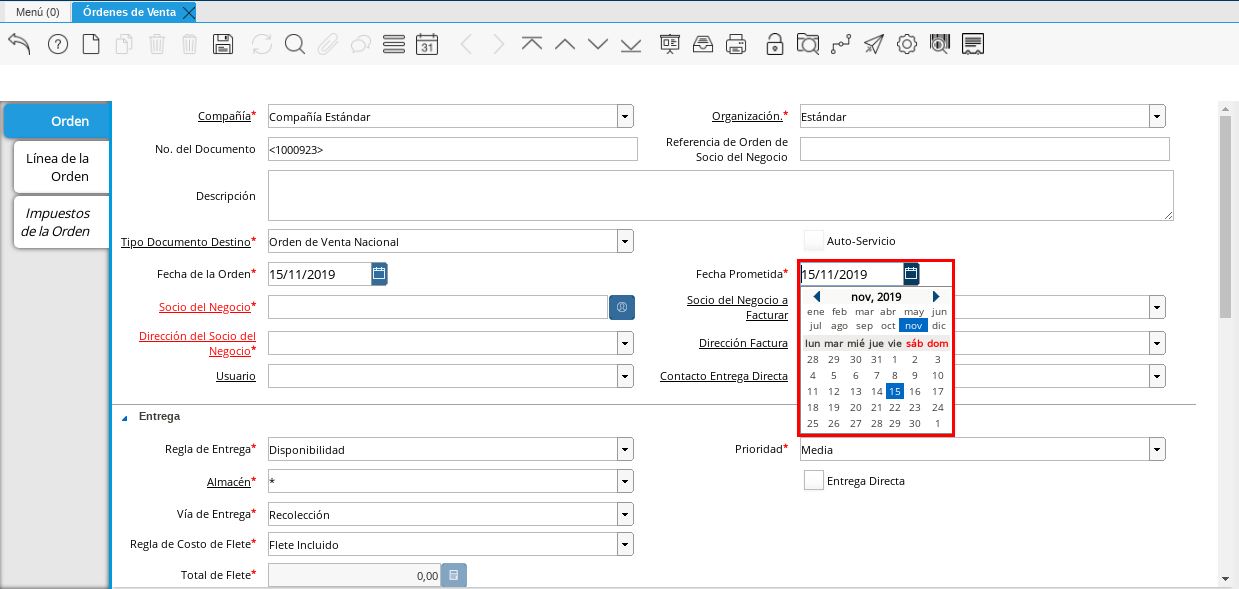 Menú (0)
Órdenes de Venta
31
Orden
Línea de la
Orden
Impuestos
de la Orden
Compañía*
Compañía Estándar
Organización.*
Estándar
No. del Documento
<1000923>
Referencia de Orden de
Socio del Negocio
Descripción
Tipo Documento Destino*
Orden de Venta Nacional
Auto-Servicio
Fecha de la Orden*
15/11/2019
Fecha Prometida*
15/11/2019
Socio del Negocio*
Socio del Negocio a
Facturar
nov, 2019
ene feb mar abr may jun
jul ago sep oct nov dic
lun mar mié jue vie sáb dom
28 29 30 31 1 2 3
4 5 6 7 8 9 10
11 12 13 14 15 16 17
18 19 20 21 22 23 24
25 26 27 28 29 30 1
Dirección del Socio del
Negocio*
Dirección Factura
Usuario
Contacto Entrega Directa
Entrega
Regla de Entrega*
Disponibilidad
Prioridad*
Media
Almacén*
*
Entrega Directa
Vía de Entrega*
Recolección
Regla de Costo de Flete*
Flete Incluido
Total de Flete*
0,00